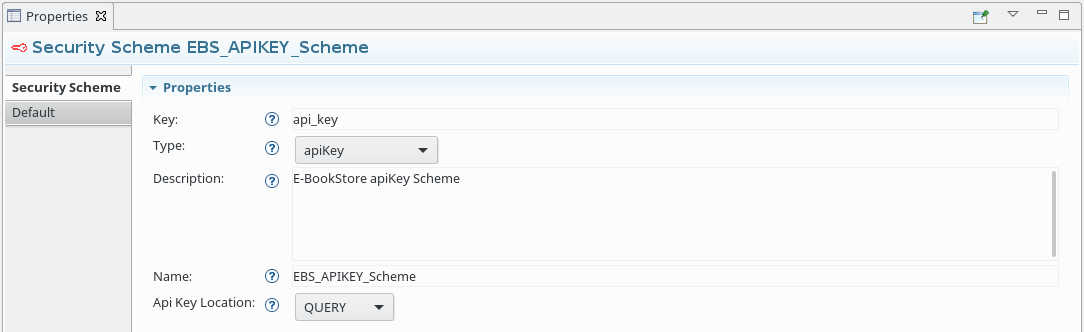 Properties
Security Scheme EBS_APIKEY_Scheme
Security Scheme
Default
Properties
Key: api_key
Type: apiKey
Description: E-BookStore apiKey Scheme
Name: EBS_APIKEY_Scheme
Api Key Location: QUERY